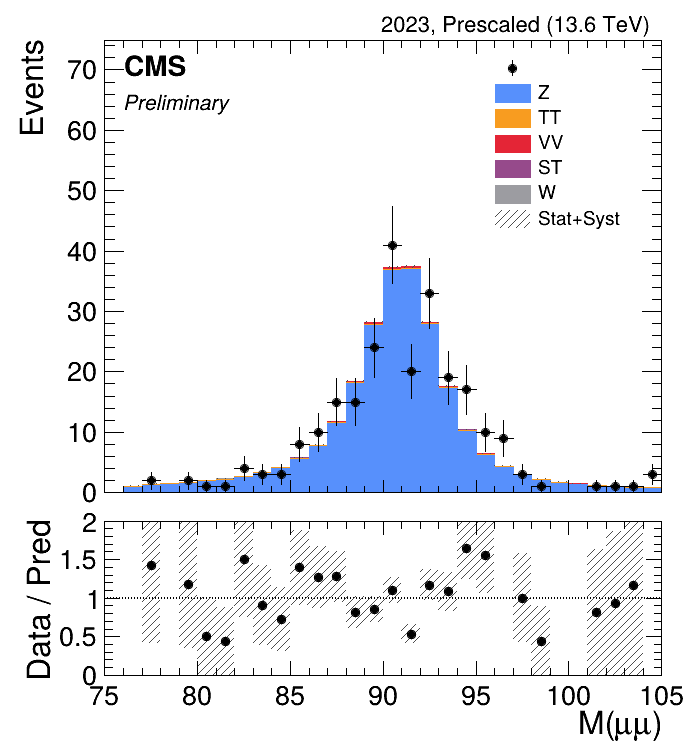 2023, Prescaled (13.6 TeV)
Events
CMS
Preliminary
Z
TT
VV
ST
W
Stat+Syst
70
60
50
40
30
20
10
0
Data / Pred
2
1.5
1
0.5
0
75 80 85 90 95 100 105
M(μμ)